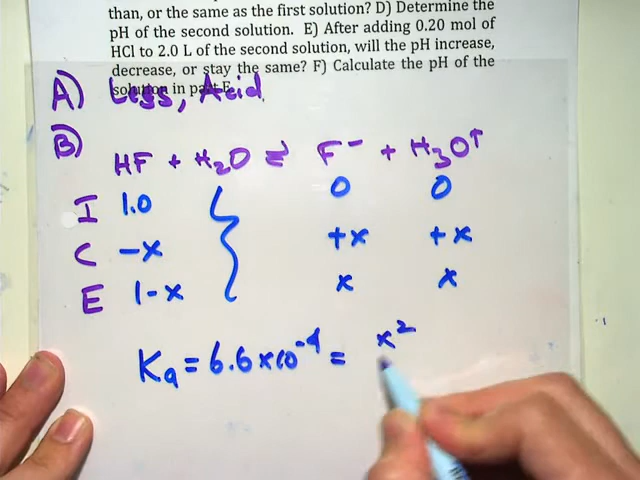 than, or the same as the first solution? D) Determine the
pH of the second solution. E) After adding 0.20 mol of
HCl to 2.0 L of the second solution, will the pH increase,
decrease, or stay the same? F) Calculate the pH of the
solution in part E.
A) Less, Acid
B)
HF + H₂O ⇌ F⁻ + H₃O⁺
I 1.0 0 0
C -x +x +x
E 1-x x x
Ka = 6.6x10⁻⁴ = x²